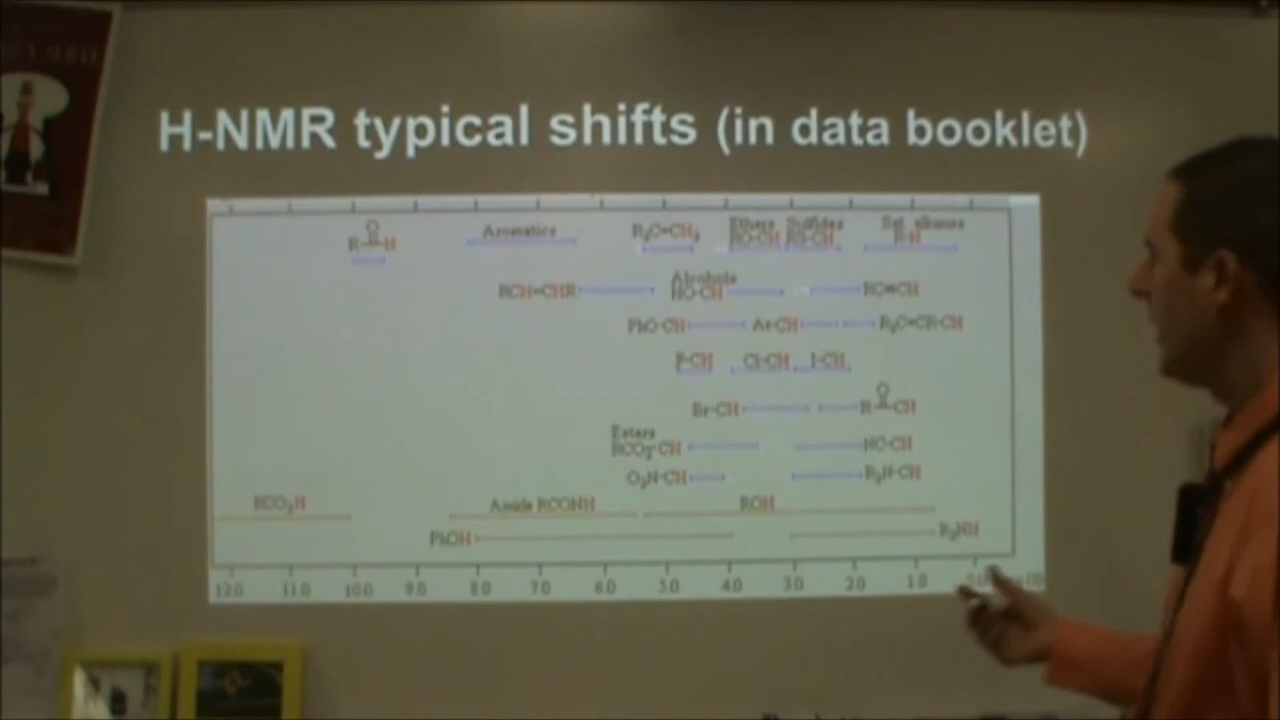 H-NMR typical shifts (in data booklet)
R H
O
Aromatics
R₂C=CH₂
Ethers
RO-CH
Sulfides
RS-CH
Sat. alkanes
R-H
RCH=CHR
Alcohols
HO-CH
PhO-CH
Ar-CH
R₂C=CR-CH
F-CH
Cl-CH
I-CH
Br-CH
O
R CH
Esters
O₂N-CH
R₂N-CH
RCO₂H
Amide RCONH
ROH
PhOH
R₂NH
12.0 11.0 10.0 9.0 8.0 7.0 6.0 5.0 4.0 3.0 2.0 1.0